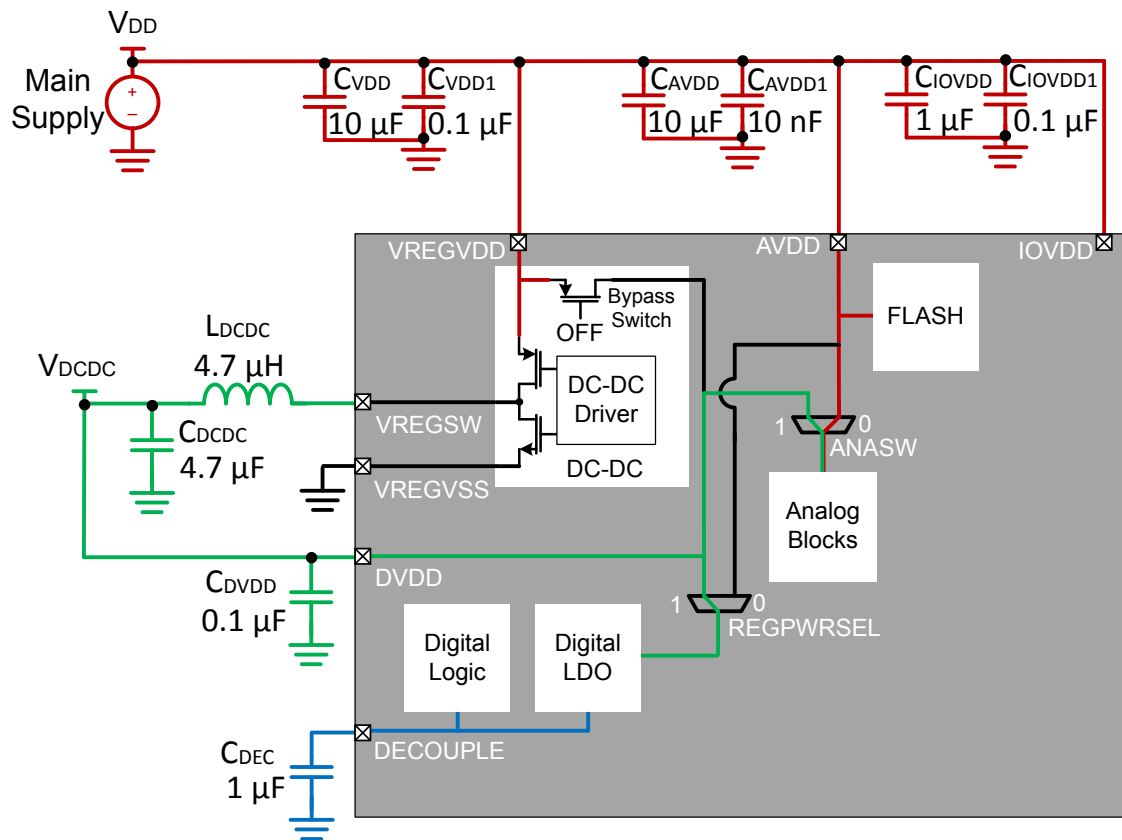 VDD
Main
Supply
+
−
CVDD
10 µF
CVDD1
0.1 µF
CAVDD
10 µF
CAVDD1
10 nF
CIOVDD
1 µF
CIOVDD1
0.1 µF
VREGVDD
AVDD
IOVDD
Bypass
Switch
OFF
FLASH
LDCDC
4.7 µH
VDCDC
CDCDC
4.7 µF
VREGSW
DC-DC
Driver
DC-DC
VREGVSS
1
0
ANASW
Analog
Blocks
DVDD
CDVDD
0.1 µF
1
0
REGPWRSEL
Digital
Logic
Digital
LDO
DECOUPLE
CDEC
1 µF